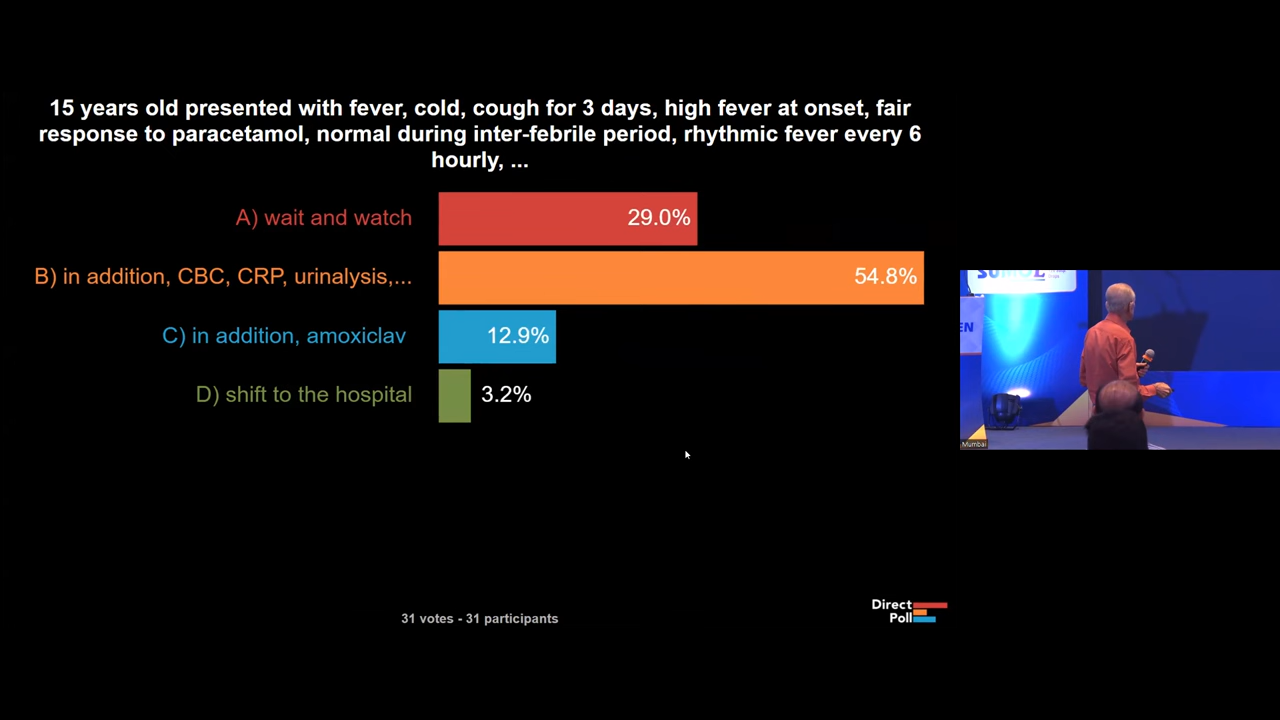 15 years old presented with fever, cold, cough for 3 days, high fever at onset, fair
response to paracetamol, normal during inter-febrile period, rhythmic fever every 6
hourly, ...
A) wait and watch
29.0%
B) in addition, CBC, CRP, urinalysis,...
54.8%
C) in addition, amoxiclav
12.9%
D) shift to the hospital
3.2%
EN
Mumbai
31 votes - 31 participants
Direct
Poll